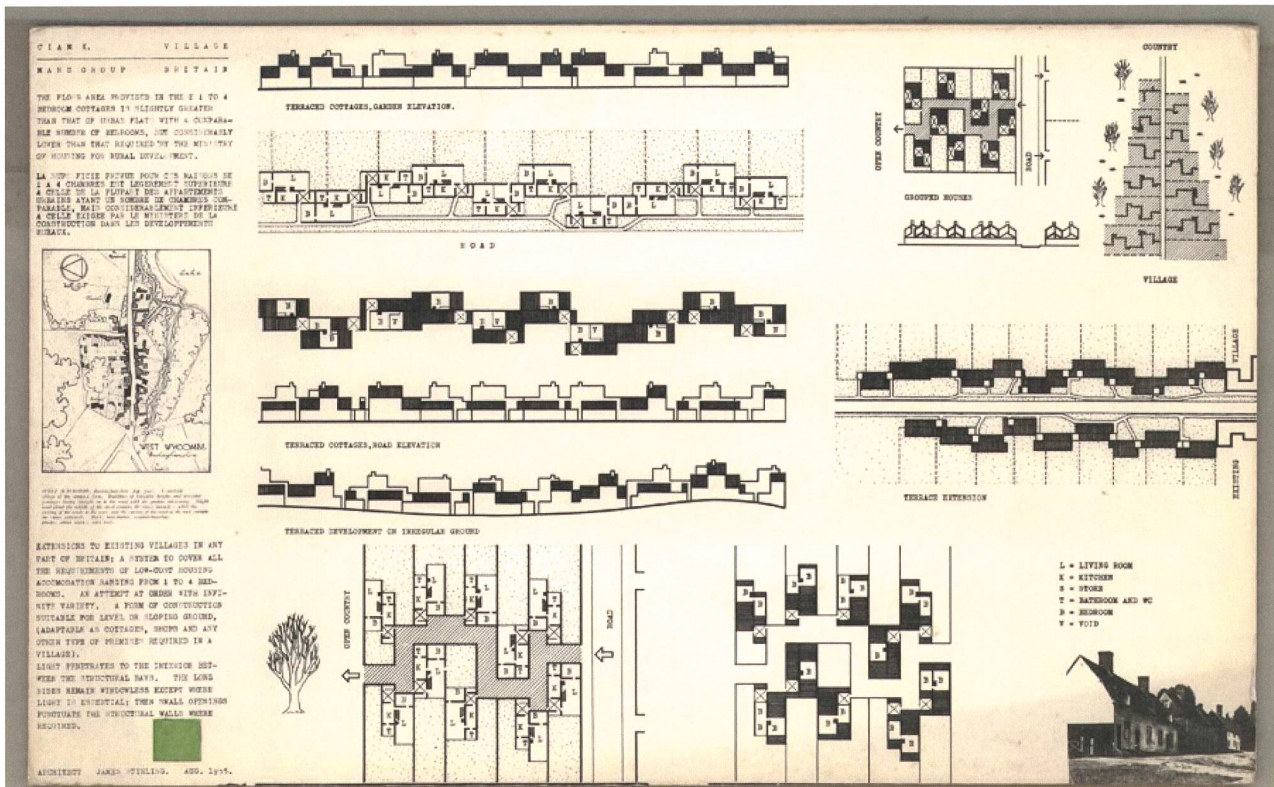 CIAM X. VILLAGE
MARS GROUP BRITAIN
THE FLOOR AREA PROVIDED IN THE 1 TO 4
BEDROOM COTTAGES IS SLIGHTLY GREATER
THAN THAT OF URBAN FLATS WITH A COMPARA-
BLE NUMBER OF BEDROOMS, BUT CONSIDERABLY
LOWER THAN THAT REQUIRED BY THE MINISTRY
OF HOUSING FOR RURAL DEVELOPMENT.
LA SUPERFICIE PREVUE POUR CES MAISONS DE
1 A 4 CHAMBRES EST LEGEREMENT SUPERIEURE
A CELLE DE LA PLUPART DES APPARTEMENTS
URBAINS AYANT UN NOMBRE DE CHAMBRES COM-
PARABLE, MAIS CONSIDERABLEMENT INFERIEURE
A CELLE EXIGEE PAR LE MINISTERE DE LA
CONSTRUCTION DANS LES DEVELOPPEMENTS
RURAUX.
Lake
WEST WYCOMBE
Buckinghamshire
EXTENSIONS TO EXISTING VILLAGES IN ANY
PART OF BRITAIN; A SYSTEM TO COVER ALL
THE REQUIREMENTS OF LOW-COST HOUSING
ACCOMODATION RANGING FROM 1 TO 4 BED-
ROOMS. AN ATTEMPT AT ORDER WITH INFI-
NITE VARIETY. A FORM OF CONSTRUCTION
SUITABLE FOR LEVEL OR SLOPING GROUND,
(ADAPTABLE AS COTTAGES, SHOPS AND ANY
OTHER TYPE OF PREMISES REQUIRED IN A
VILLAGE).
LIGHT PENETRATES TO THE INTERIOR BET-
WEEN THE STRUCTURAL BAYS. THE LONG
SIDES REMAIN WINDOWLESS EXCEPT WHERE
LIGHT IS ESSENTIAL; THEN SMALL OPENINGS
PUNCTUATE THE STRUCTURAL WALLS WHERE
REQUIRED.
ARCHITECT JAMES STIRLING. AUG. 1955.
TERRACED COTTAGES, GARDEN ELEVATION.
ROAD
TERRACED COTTAGES, ROAD ELEVATION
TERRACED DEVELOPMENT ON IRREGULAR GROUND
OPEN COUNTRY
ROAD
OPEN COUNTRY
ROAD
GROUPED HOUSES
COUNTRY
VILLAGE
VILLAGE
EXISTING
TERRACE EXTENSION
L = LIVING ROOM
K = KITCHEN
S = STORE
T = BATHROOM AND WC
B = BEDROOM
V = VOID